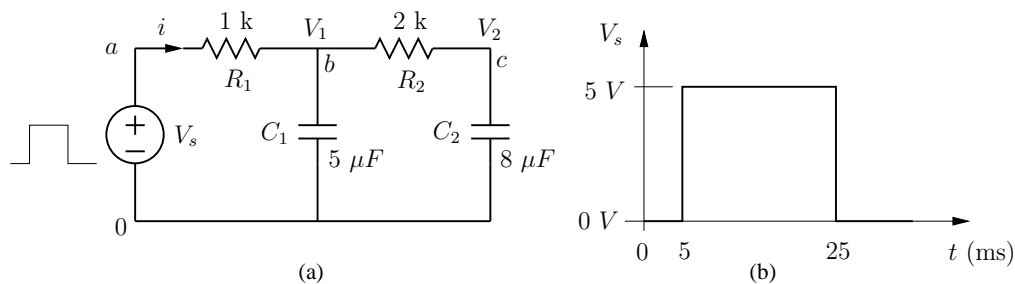 1 k
2 k
a
i
V₁
V₂
b
c
R₁
R₂
+
−
Vₛ
C₁
5 μF
C₂
8 μF
0
(a)
Vₛ
5 V
0 V
0
5
25
t (ms)
(b)